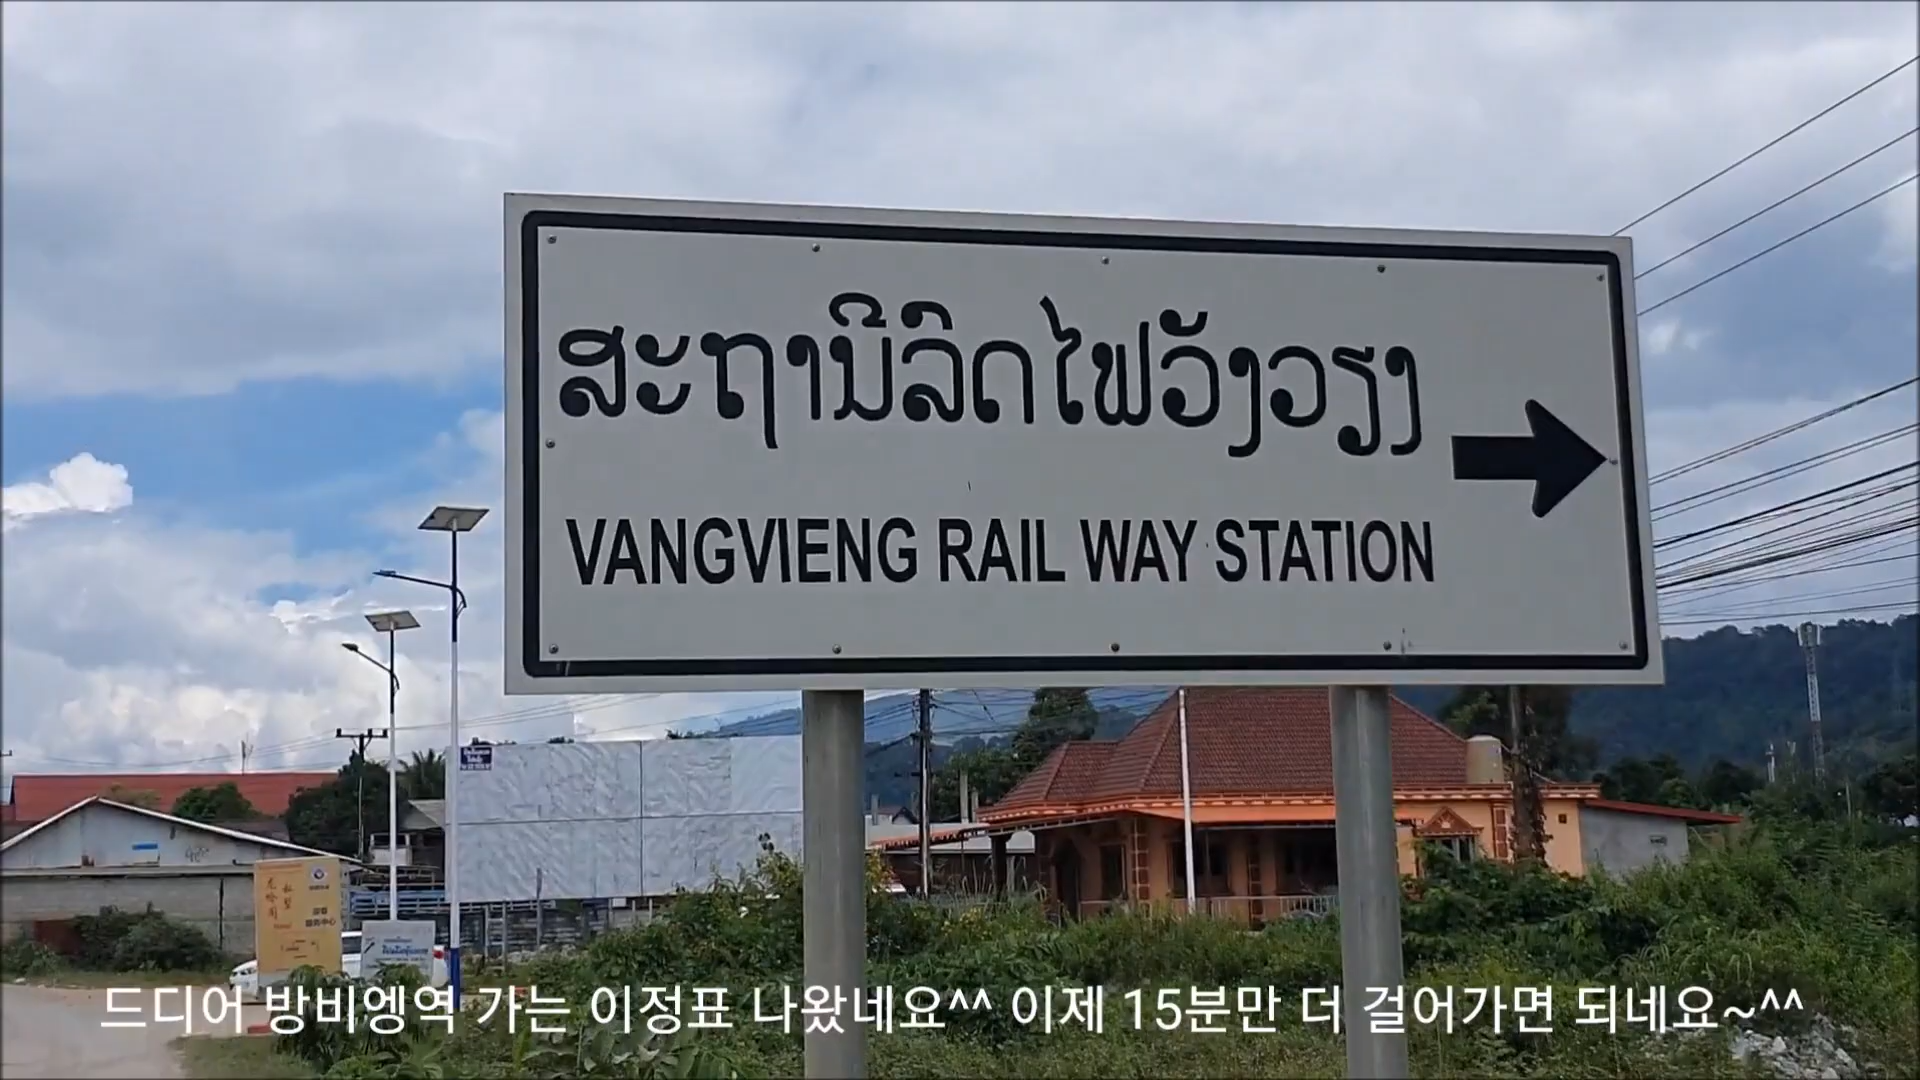 ສະຖານີລົດໄຟວັງວຽງ
VANGVIENG RAIL WAY STATION
드디어 방비엥역 가는 이정표 나왔네요^^ 이제 15분만 더 걸어가면 되네요~^^